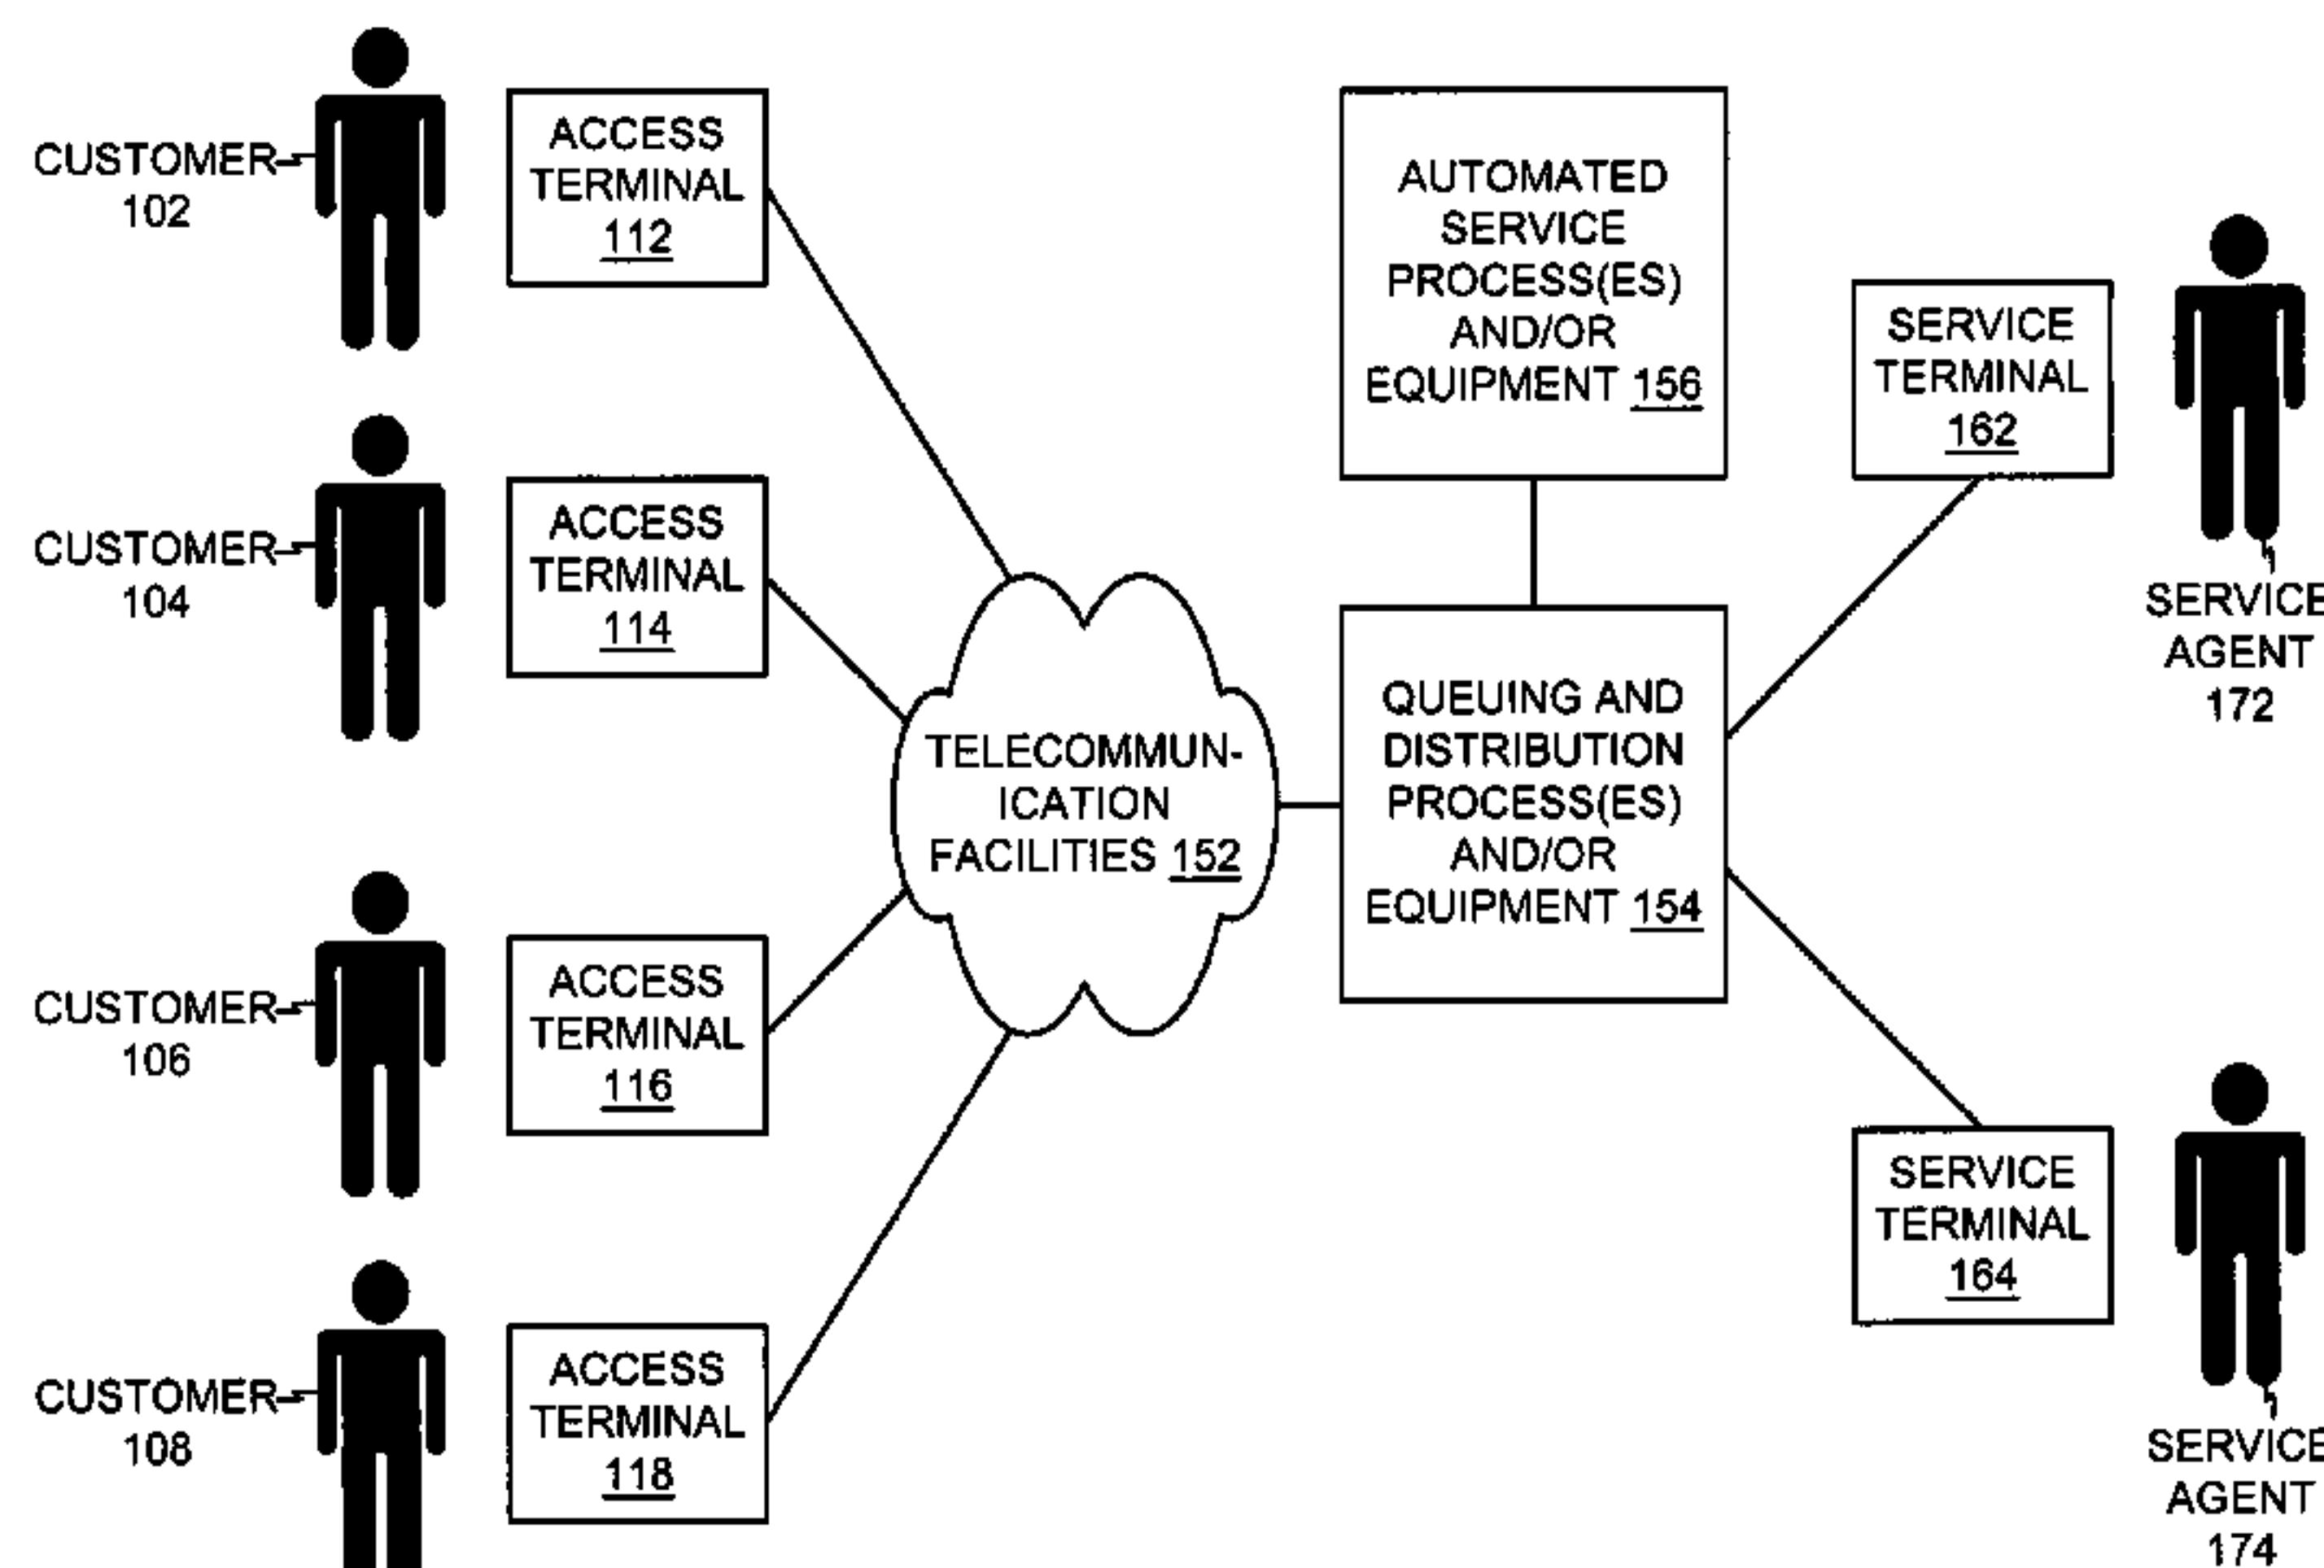 CUSTOMER
102
ACCESS
TERMINAL
112
CUSTOMER
104
ACCESS
TERMINAL
114
CUSTOMER
106
ACCESS
TERMINAL
116
CUSTOMER
108
ACCESS
TERMINAL
118
TELECOMMUN-
ICATION
FACILITIES 152
AUTOMATED
SERVICE
PROCESS(ES)
AND/OR
EQUIPMENT 156
QUEUING AND
DISTRIBUTION
PROCESS(ES)
AND/OR
EQUIPMENT 154
SERVICE
TERMINAL
162
SERVICE
AGENT
172
SERVICE
TERMINAL
164
SERVICE
AGENT
174